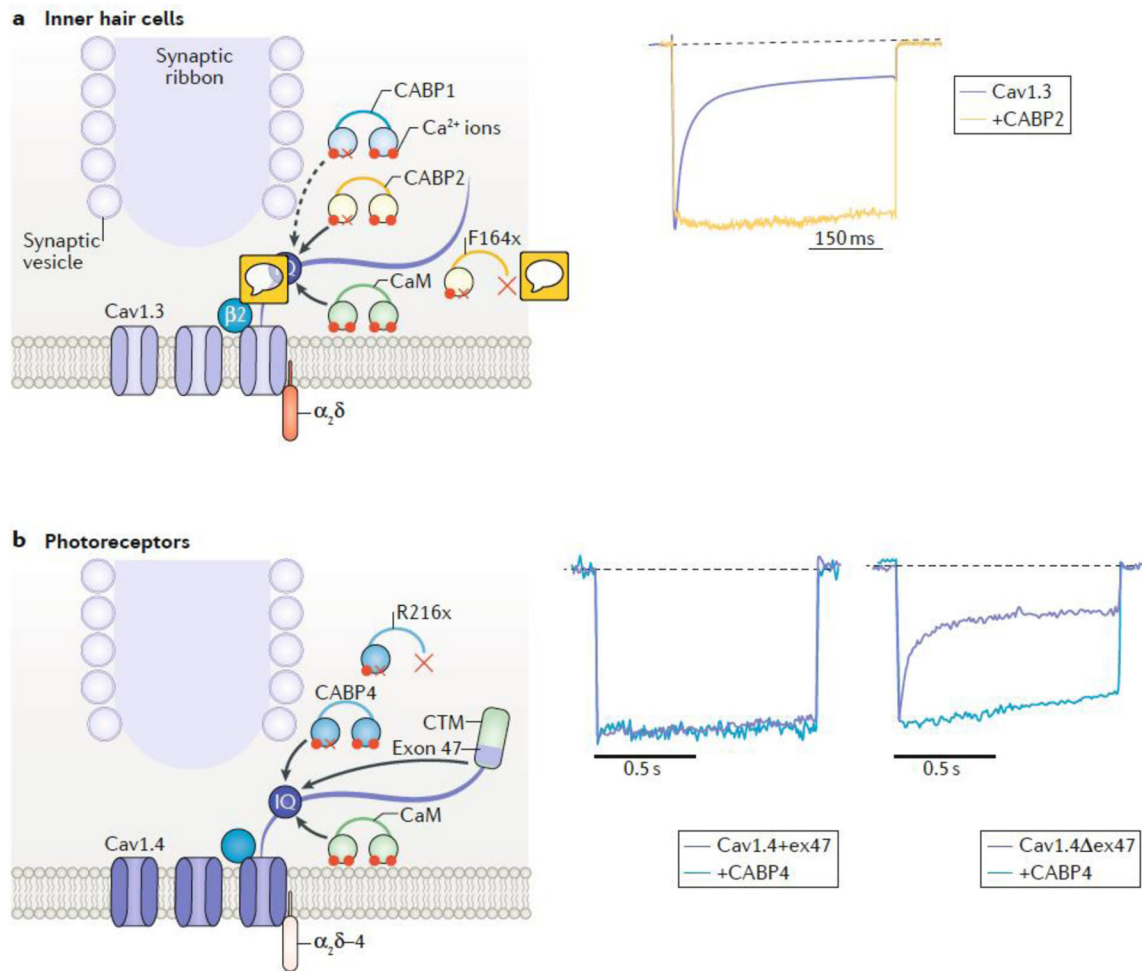 a Inner hair cells
Synaptic
ribbon
CABP1
Ca²⁺ ions
CABP2
Synaptic
vesicle
F164x
CaM
Cav1.3
β2
α₂δ
Cav1.3
+CABP2
150 ms
b Photoreceptors
R216x
CABP4
CTM
Exon 47
IQ
CaM
Cav1.4
α₂δ–4
0.5 s
0.5 s
Cav1.4+ex47
+CABP4
Cav1.4Δex47
+CABP4